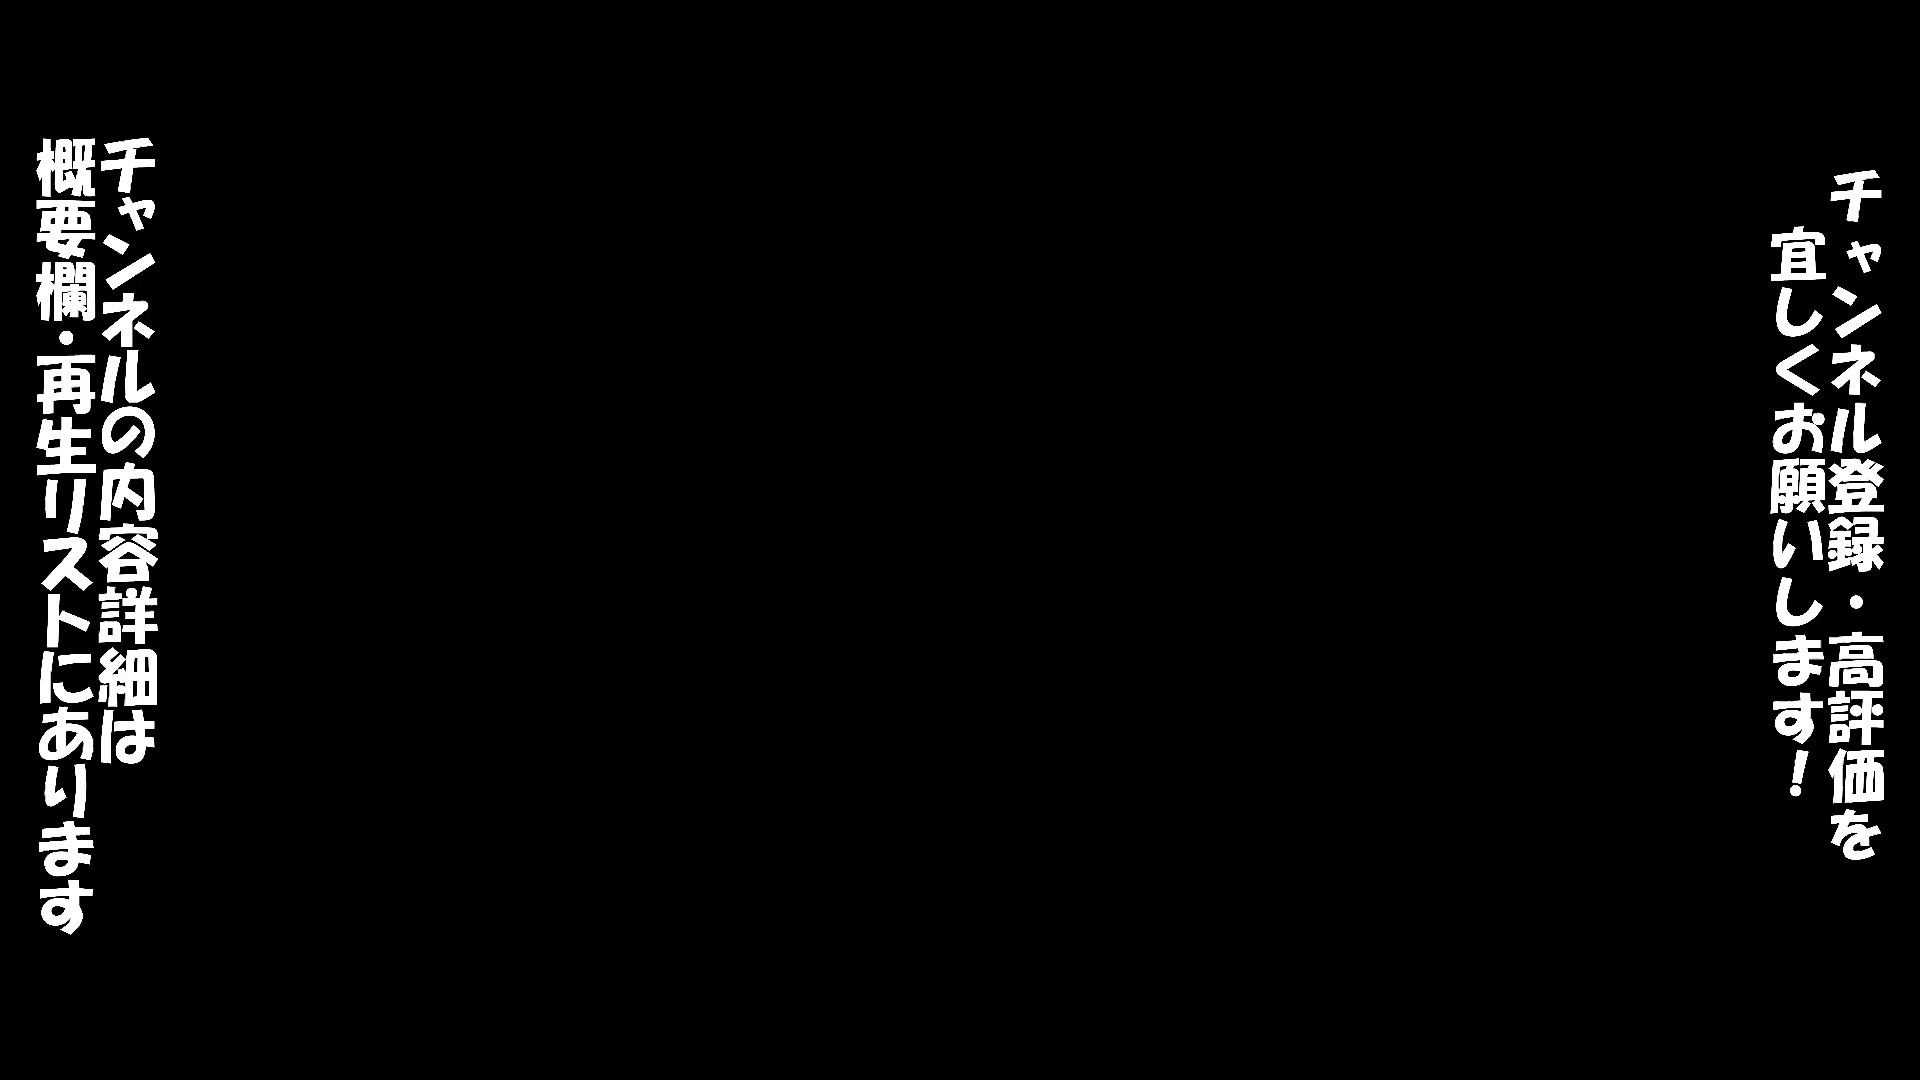 チャンネル登録・高評価を
宜しくお願いします！
チャンネルの内容詳細は
概要欄・再生リストにあります